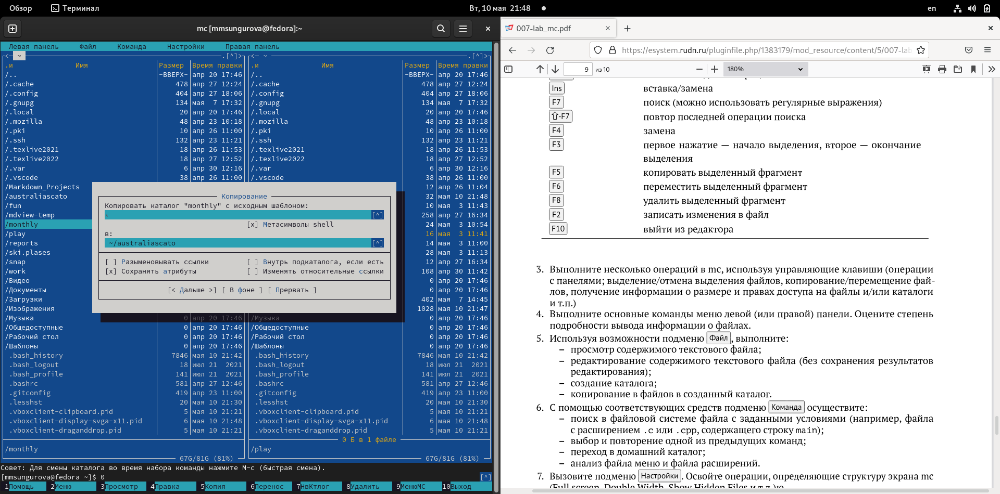 Обзор
Терминал
Вт, 10 мая 21:48
en
mc [mmsungurova@fedora]:~
Левая панель Файл Команда Настройки Правая панель
<— ~ .[^]> <— ~ .[^]>
.и Имя Размер Время правки .и Имя Размер Время правки
/.. -ВВЕРХ- апр 20 17:46 /.. -ВВЕРХ- апр 20 17:46
/.cache 478 апр 27 12:24 /.cache 478 апр 27 12:24
/.config 404 апр 27 18:06 /.config 404 апр 27 18:06
/.gnupg 134 мая 7 17:32 /.gnupg 134 мая 7 17:32
/.local 20 апр 20 17:46 /.local 20 апр 20 17:46
/.mozilla 48 апр 23 10:18 /.mozilla 48 апр 23 10:18
/.pki 10 апр 26 11:00 /.pki 10 апр 26 11:00
/.ssh 132 апр 23 11:21 /.ssh 132 апр 23 11:21
/.texlive2021 18 апр 26 11:53 /.texlive2021 18 апр 26 11:53
/.texlive2022 18 апр 27 12:52 /.texlive2022 18 апр 27 12:52
/.var 6 апр 30 12:16 /.var 6 апр 30 12:16
/.vscode 38 апр 26 11:00 /.vscode 38 апр 26 11:00
/Markdown_Projects 12 апр 26 11:04
/australiascato 32 мая 10 21:48
/fun 10 мая 3 11:43
/mdview-temp 258 апр 27 16:34
/monthly 24 мая 3 10:54
/play 16 мая 3 11:41
/reports 14 мая 3 11:00
/ski.plases 28 мая 3 11:13
/snap 12 апр 27 16:34
/work 108 апр 30 11:42
/Видео 0 апр 20 17:46
/Документы 0 апр 20 17:46
/Загрузки 402 мая 7 14:45
/Изображения 1028 мая 10 21:47
/Музыка 0 апр 20 17:46 /Музыка 0 апр 20 17:46
/Общедоступные 0 апр 20 17:46 /Общедоступные 0 апр 20 17:46
/Рабочий стол 0 апр 20 17:46 /Рабочий стол 0 апр 20 17:46
/Шаблоны 0 апр 20 17:46 /Шаблоны 0 апр 20 17:46
.bash_history 7846 мая 10 21:42 .bash_history 7846 мая 10 21:42
.bash_logout 18 июл 21 2021 .bash_logout 18 июл 21 2021
.bash_profile 141 июл 21 2021 .bash_profile 141 июл 21 2021
.bashrc 581 апр 27 12:46 .bashrc 581 апр 27 12:46
.gitconfig 419 апр 23 11:00 .gitconfig 419 апр 23 11:00
.lesshst 20 мая 10 21:30 .lesshst 20 мая 10 21:30
.vboxclient-clipboard.pid 5 мая 10 21:21 .vboxclient-clipboard.pid 5 мая 10 21:21
.vboxclient-display-svga-x11.pid 6 мая 10 21:48 .vboxclient-display-svga-x11.pid 6 мая 10 21:48
.vboxclient-draganddrop.pid 5 мая 10 21:21 .vboxclient-draganddrop.pid 5 мая 10 21:21
0 Б в 1 файле
/monthly /play
67G/81G (81%) 67G/81G (81%)
Совет: Для смены каталога во время набора команды нажмите M-c (быстрая смена).
[mmsungurova@fedora ~]$ 0 [^]
1Помощь 2Меню 3Просмотр 4Правка 5Копия 6Перенос 7НвКтлог 8Удалить 9МенюMC 10Выход
Копирование
Копировать каталог "monthly" с исходным шаблоном:
* [^]
[x] Метасимволы shell
в:
~/australiascato [^]
[ ] Разыменовывать ссылки [ ] Внутрь подкаталога, если есть
[x] Сохранять атрибуты [ ] Изменять относительные ссылки
[< Дальше >] [ В фоне ] [ Прервать ]
007-lab_mc.pdf
https://esystem.rudn.ru/pluginfile.php/1383179/mod_resource/content/5/007-lab
9 из 10 180%
Ins вставка/замена
F7 поиск (можно использовать регулярные выражения)
⇧-F7 повтор последней операции поиска
F4 замена
F3 первое нажатие — начало выделения, второе — окончание
выделения
F5 копировать выделенный фрагмент
F6 переместить выделенный фрагмент
F8 удалить выделенный фрагмент
F2 записать изменения в файл
F10 выйти из редактора
3. Выполните несколько операций в mc, используя управляющие клавиши (операции
с панелями; выделение/отмена выделения файлов, копирование/перемещение фай-
лов, получение информации о размере и правах доступа на файлы и/или каталоги
и т.п.)
4. Выполните основные команды меню левой (или правой) панели. Оцените степень
подробности вывода информации о файлах.
5. Используя возможности подменю Файл, выполните:
– просмотр содержимого текстового файла;
– редактирование содержимого текстового файла (без сохранения результатов
редактирования);
– создание каталога;
– копирование в файлов в созданный каталог.
6. С помощью соответствующих средств подменю Команда осуществите:
– поиск в файловой системе файла с заданными условиями (например, файла
с расширением .c или .cpp, содержащего строку main);
– выбор и повторение одной из предыдущих команд;
– переход в домашний каталог;
– анализ файла меню и файла расширений.
7. Вызовите подменю Настройки. Освойте операции, определяющие структуру экрана mc
(Full screen, Double Width, Show Hidden Files и т.д.)ю